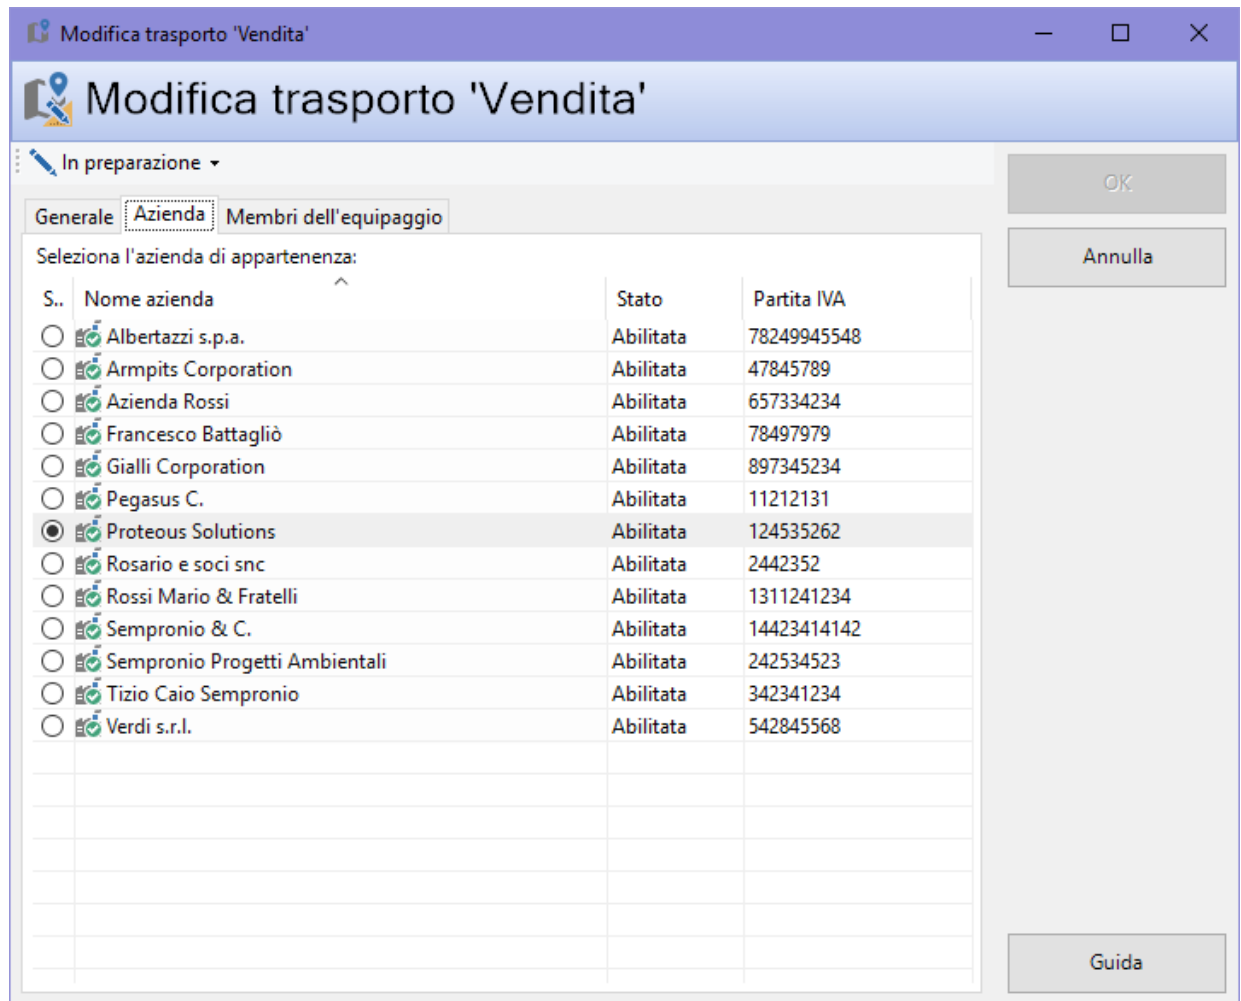 Modifica trasporto 'Vendita'
Modifica trasporto 'Vendita'
In preparazione
OK
Generale Azienda Membri dell'equipaggio
Seleziona l'azienda di appartenenza:
Annulla
S.. Nome azienda Stato Partita IVA
Albertazzi s.p.a. Abilitata 78249945548
Armpits Corporation Abilitata 47845789
Azienda Rossi Abilitata 657334234
Francesco Battagliò Abilitata 78497979
Gialli Corporation Abilitata 897345234
Pegasus C. Abilitata 11212131
Proteous Solutions Abilitata 124535262
Rosario e soci snc Abilitata 2442352
Rossi Mario & Fratelli Abilitata 1311241234
Sempronio & C. Abilitata 14423414142
Sempronio Progetti Ambientali Abilitata 242534523
Tizio Caio Sempronio Abilitata 342341234
Verdi s.r.l. Abilitata 542845568
Guida